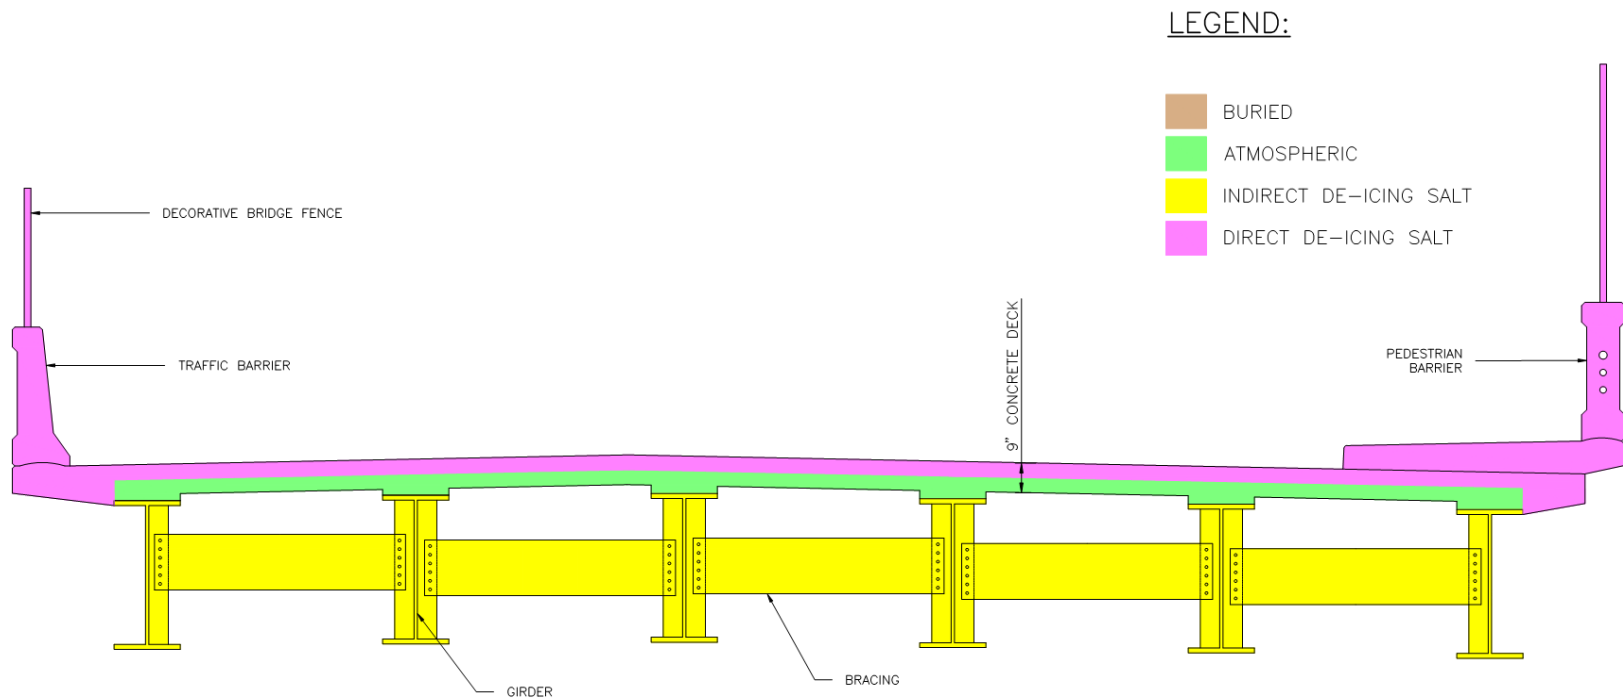 LEGEND:
BURIED
ATMOSPHERIC
INDIRECT DE-ICING SALT
DIRECT DE-ICING SALT
DECORATIVE BRIDGE FENCE
TRAFFIC BARRIER
9" CONCRETE DECK
PEDESTRIAN
BARRIER
BRACING
GIRDER